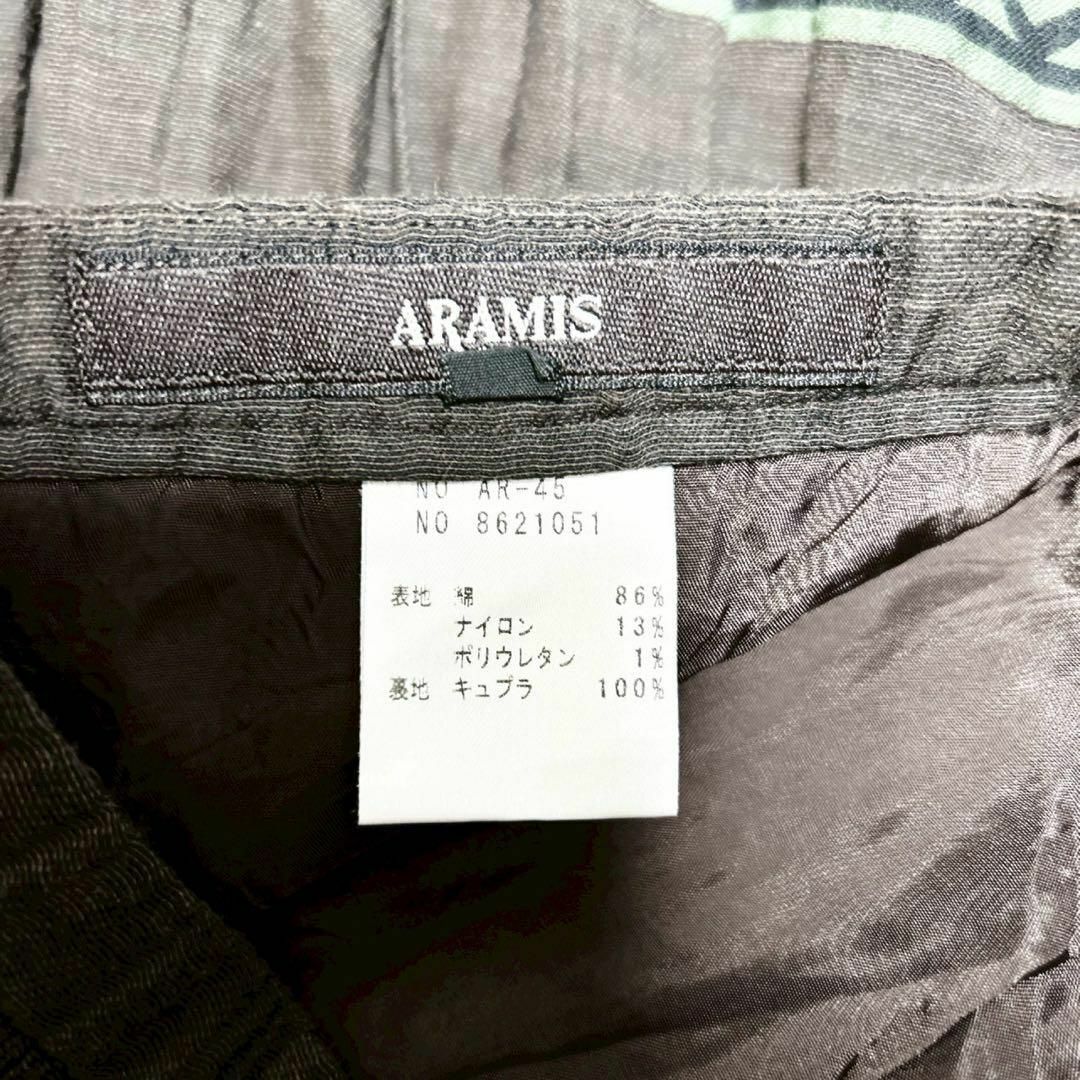 ARAMIS
NO AR-45
NO 8621051
表地 綿 86%
ナイロン 13%
ポリウレタン 1%
裏地 キュプラ 100%